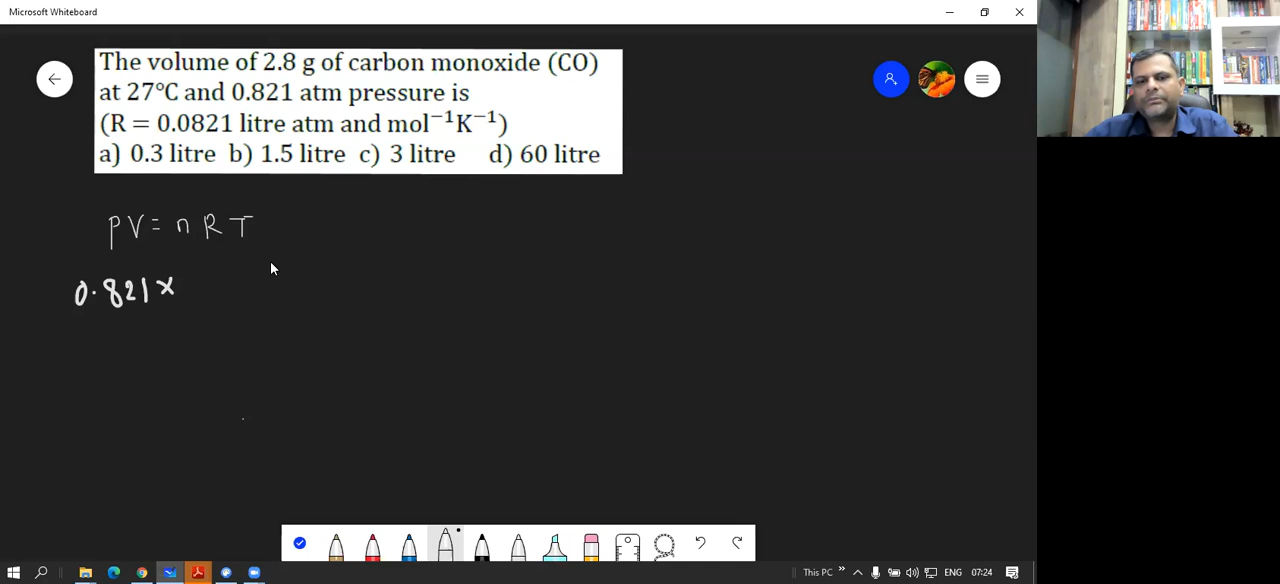 Microsoft Whiteboard
The volume of 2.8 g of carbon monoxide (CO)
at 27°C and 0.821 atm pressure is
(R = 0.0821 litre atm and mol⁻¹K⁻¹)
a) 0.3 litre b) 1.5 litre c) 3 litre d) 60 litre
PV = n R T
0.821 ×
This PC
ENG
07:24